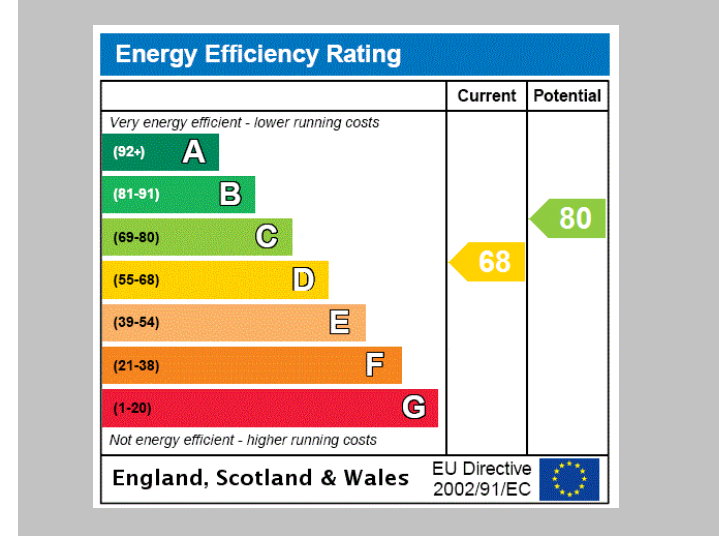 Energy Efficiency Rating
Current Potential
Very energy efficient - lower running costs
(92+) A
(81-91) B
(69-80) C
80
(55-68) D
68
(39-54) E
(21-38) F
(1-20) G
Not energy efficient - higher running costs
England, Scotland & Wales
EU Directive
2002/91/EC